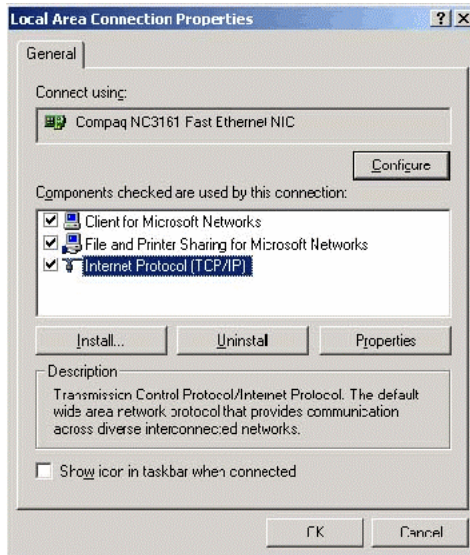 Local Area Connection Properties
General
Connect using:
Compaq NC3161 Fast Ethernet NIC
Configure
Components checked are used by this connection:
Client for Microsoft Networks
File and Printer Sharing for Microsoft Networks
Internet Protocol (TCP/IP)
Install...
Uninstall
Properties
Description
Transmission Control Protocol/Internet Protocol. The default
wide area network protocol that provides communication
across diverse interconnected networks.
Show icon in taskbar when connected
OK
Cancel